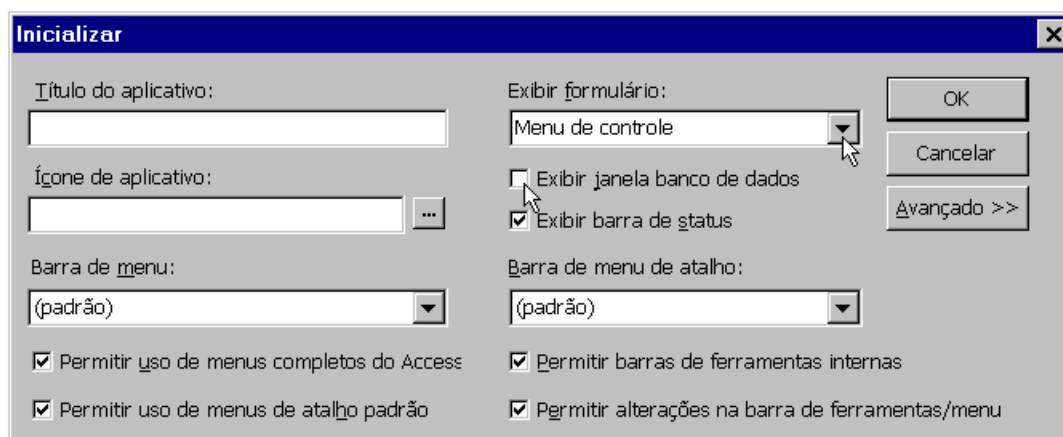 Inicializar
Título do aplicativo:
Exibir formulário:
OK
Menu de controle
Cancelar
Ícone de aplicativo:
Exibir janela banco de dados
...
Exibir barra de status
Avançado >>
Barra de menu:
Barra de menu de atalho:
(padrão)
(padrão)
Permitir uso de menus completos do Access
Permitir barras de ferramentas internas
Permitir uso de menus de atalho padrão
Permitir alterações na barra de ferramentas/menu